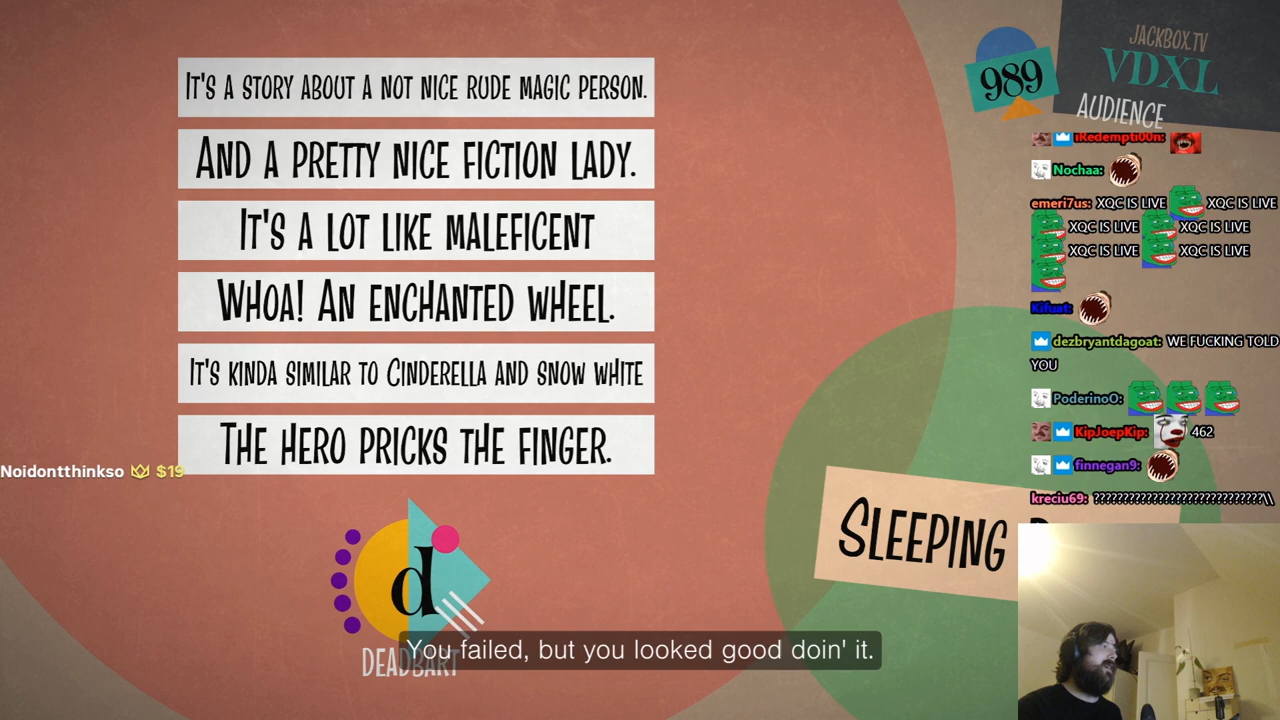 IT'S A STORY ABOUT A NOT NICE RUDE MAGIC PERSON.
AND A PRETTY NICE FICTION LADY.
IT'S A LOT LIKE MALEFICENT
WHOA! AN ENCHANTED WHEEL.
IT'S KINDA SIMILAR TO CINDERELLA AND SNOW WHITE
THE HERO PRICKS THE FINGER.
Noidontthinkso $19
d
DEADBART
You failed, but you looked good doin' it.
SLEEPING
989
JACKBOX.TV
VDXL
AUDIENCE
iRedempti00n:
Nochaa:
emeri7us: XQC IS LIVE XQC IS LIVE
XQC IS LIVE XQC IS LIVE
XQC IS LIVE XQC IS LIVE
Kifuat:
dezbryantdagoat: WE FUCKING TOLD
YOU
PoderinoO:
KipJoepKip: 462
finnegan9:
kreciu69: ????????????????????????????\\